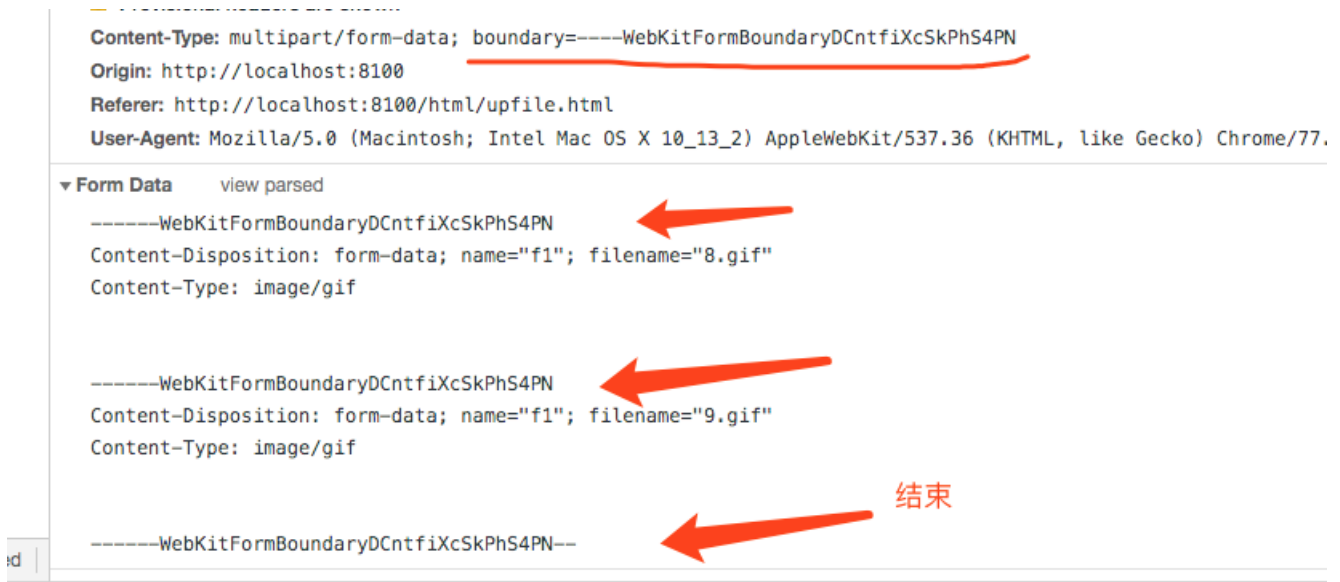 Content-Type: multipart/form-data; boundary=----WebKitFormBoundaryDCntfiXcSkPhS4PN
Origin: http://localhost:8100
Referer: http://localhost:8100/html/upfile.html
User-Agent: Mozilla/5.0 (Macintosh; Intel Mac OS X 10_13_2) AppleWebKit/537.36 (KHTML, like Gecko) Chrome/77.
Form Data view parsed
------WebKitFormBoundaryDCntfiXcSkPhS4PN
Content-Disposition: form-data; name="f1"; filename="8.gif"
Content-Type: image/gif
------WebKitFormBoundaryDCntfiXcSkPhS4PN
Content-Disposition: form-data; name="f1"; filename="9.gif"
Content-Type: image/gif
结束
------WebKitFormBoundaryDCntfiXcSkPhS4PN--